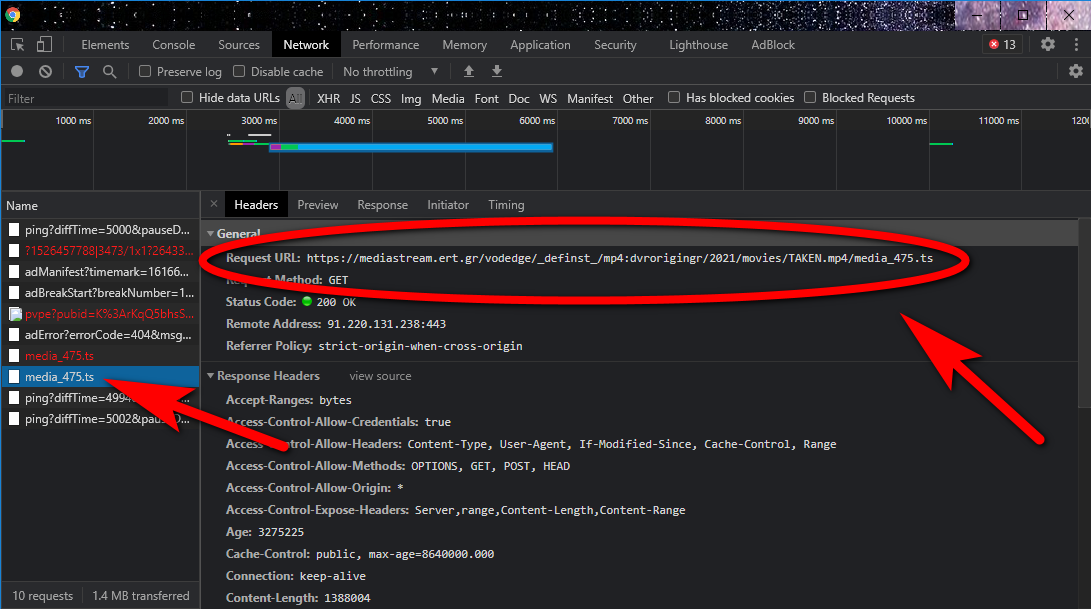 Elements Console Sources Network Performance Memory Application Security Lighthouse AdBlock 13
Preserve log Disable cache No throttling
Filter Hide data URLs All XHR JS CSS Img Media Font Doc WS Manifest Other Has blocked cookies Blocked Requests
1000 ms 2000 ms 3000 ms 4000 ms 5000 ms 6000 ms 7000 ms 8000 ms 9000 ms 10000 ms 11000 ms 120
Name
ping?diffTime=5000&pauseD...
?1526457788|3473/1x1?26433...
adManifest?timemark=16166...
adBreakStart?breakNumber=1...
pvpe?pubid=K%3ArKqQ5bhsS...
adError?errorCode=404&msg...
media_475.ts
media_475.ts
ping?diffTime=4994
ping?diffTime=5002&pauseD...
10 requests 1.4 MB transferred
× Headers Preview Response Initiator Timing
General
Request URL: https://mediastream.ert.gr/vodedge/_definst_/mp4:dvrorigingr/2021/movies/TAKEN.mp4/media_475.ts
Request Method: GET
Status Code: 200 OK
Remote Address: 91.220.131.238:443
Referrer Policy: strict-origin-when-cross-origin
Response Headers view source
Accept-Ranges: bytes
Access-Control-Allow-Credentials: true
Access-Control-Allow-Headers: Content-Type, User-Agent, If-Modified-Since, Cache-Control, Range
Access-Control-Allow-Methods: OPTIONS, GET, POST, HEAD
Access-Control-Allow-Origin: *
Access-Control-Expose-Headers: Server,range,Content-Length,Content-Range
Age: 3275225
Cache-Control: public, max-age=8640000.000
Connection: keep-alive
Content-Length: 1388004